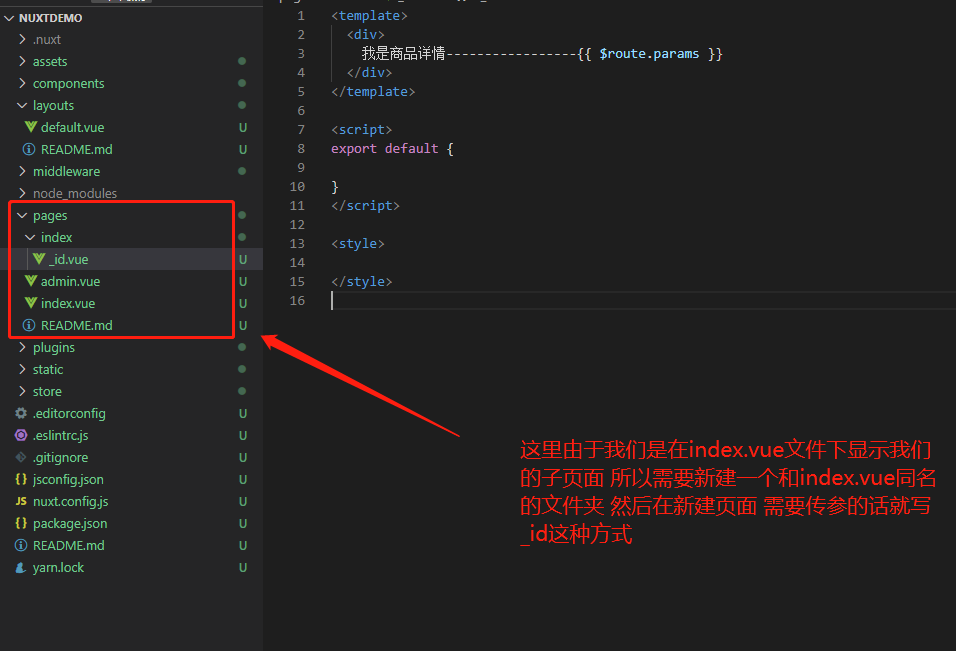 NUXTDEMO
.nuxt
assets
components
layouts
default.vue U
README.md U
middleware
node_modules
pages
index
_id.vue U
admin.vue U
index.vue U
README.md U
plugins
static
store
.editorconfig U
.eslintrc.js U
.gitignore U
{} jsconfig.json U
JS nuxt.config.js U
{} package.json U
README.md U
yarn.lock U
1 <template>
2 <div>
3 我是商品详情-----------------{{ $route.params }}
4 </div>
5 </template>
6
7 <script>
8 export default {
9
10 }
11 </script>
12
13 <style>
14
15 </style>
16
这里由于我们是在index.vue文件下显示我们
的子页面 所以需要新建一个和index.vue同名
的文件夹 然后在新建页面 需要传参的话就写
_id这种方式